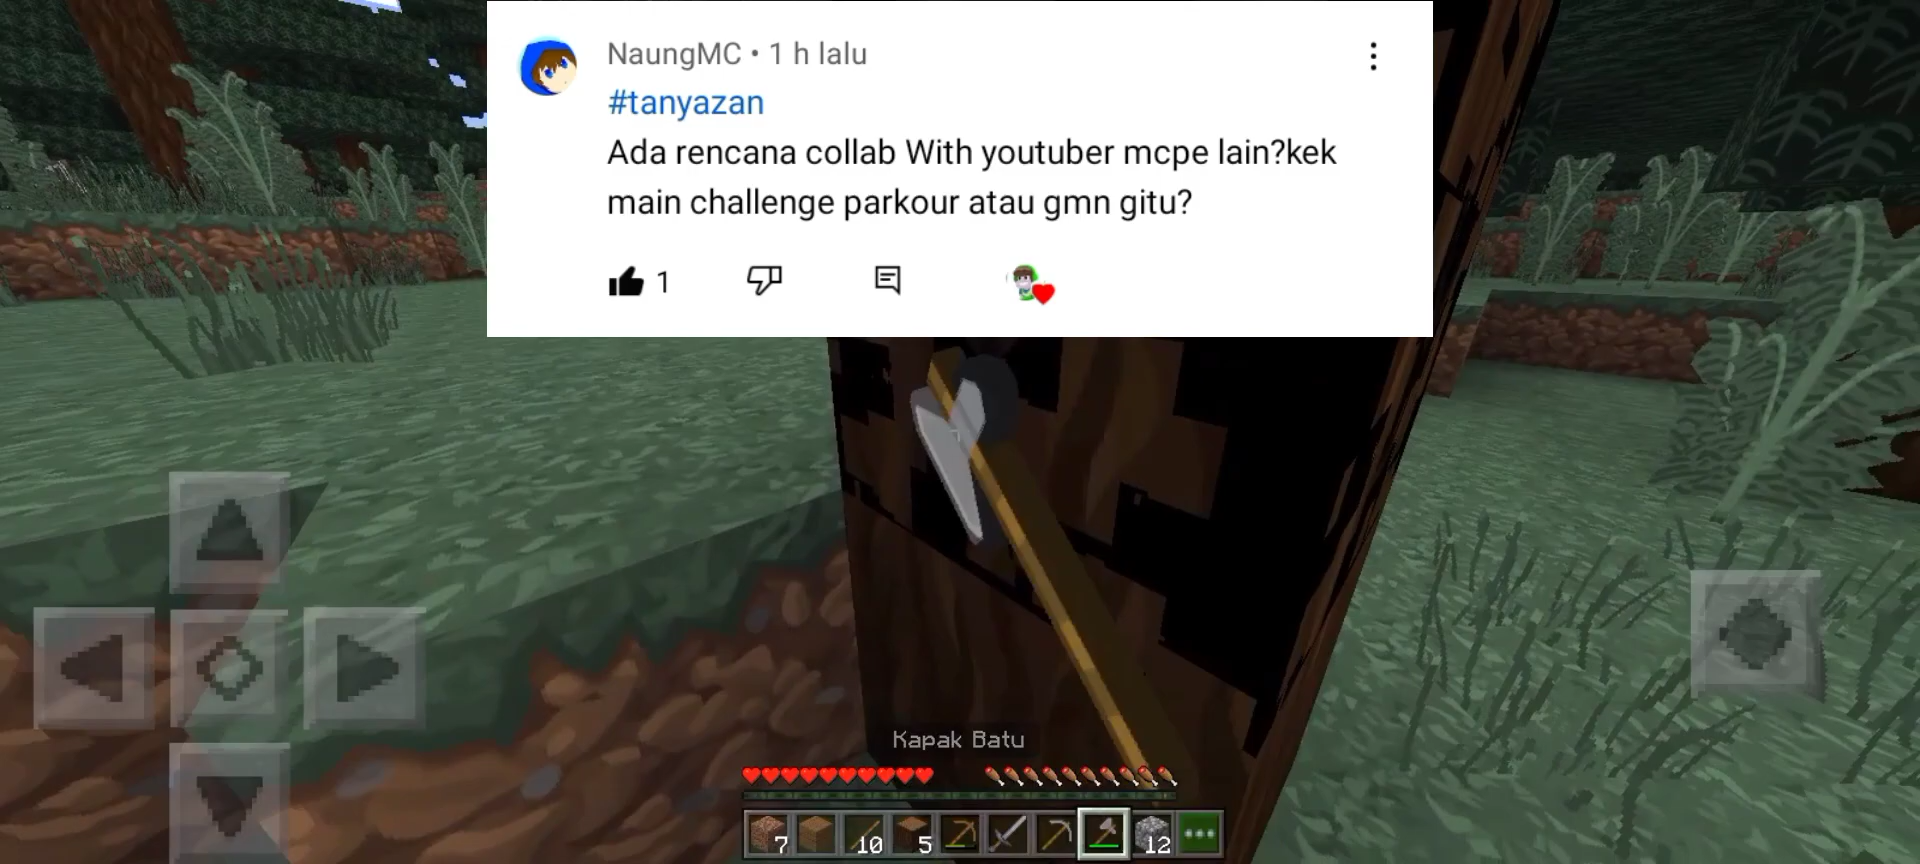 NaungMC • 1 h lalu
#tanyazan
Ada rencana collab With youtuber mcpe lain?kek
main challenge parkour atau gmn gitu?
1
Kapak Batu
7 10 5 12